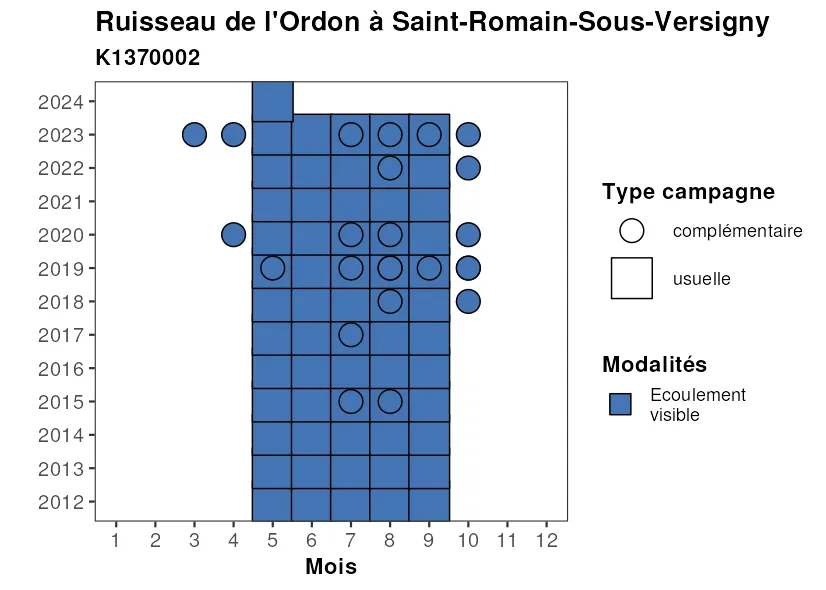 Ruisseau de l'Ordon à Saint-Romain-Sous-Versigny
K1370002
2024
2023
2022
2021
2020
2019
2018
2017
2016
2015
2014
2013
2012
1 2 3 4 5 6 7 8 9 10 11 12
Mois
Type campagne
complémentaire
usuelle
Modalités
Ecoulement
visible